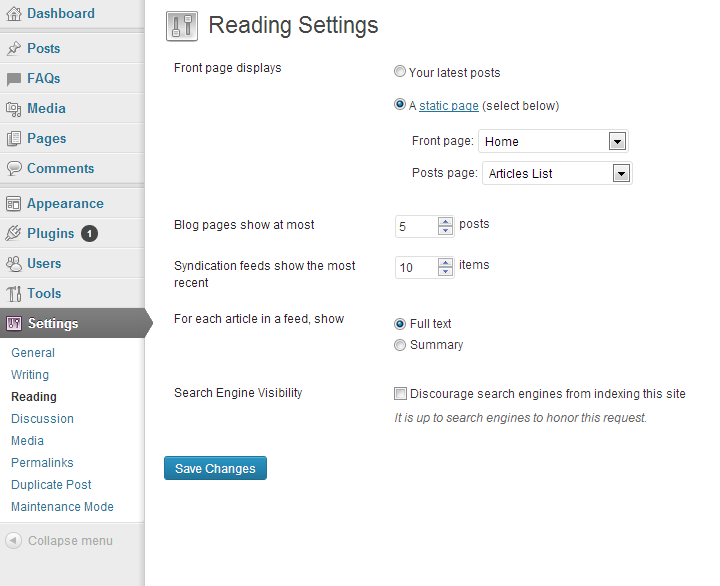 Dashboard
Posts
FAQs
Media
Pages
Comments
Appearance
Plugins 1
Users
Tools
Settings
General
Writing
Reading
Discussion
Media
Permalinks
Duplicate Post
Maintenance Mode
Collapse menu
Reading Settings
Front page displays
Your latest posts
A static page (select below)
Front page: Home
Posts page: Articles List
Blog pages show at most 5 posts
Syndication feeds show the most
recent
10 items
For each article in a feed, show
Full text
Summary
Search Engine Visibility
Discourage search engines from indexing this site
It is up to search engines to honor this request.
Save Changes